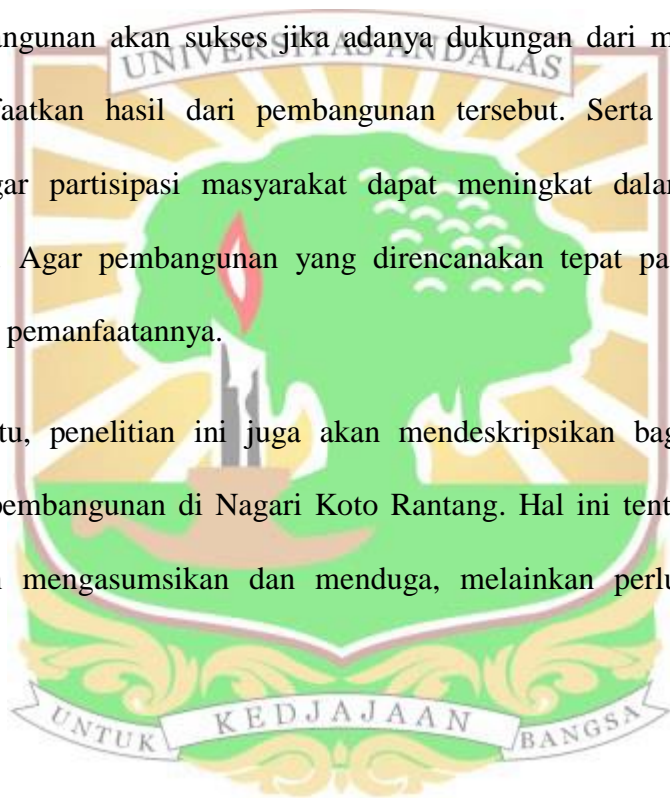 angunan akan sukses jika adanya dukungan dari m
UNIVERSITAS ANDALAS
faatkan hasil dari pembangunan tersebut. Serta
gar partisipasi masyarakat dapat meningkat dalan
Agar pembangunan yang direncanakan tepat pa
pemanfaatannya.
tu, penelitian ini juga akan mendeskripsikan bag
pembangunan di Nagari Koto Rantang. Hal ini tent
mengasumsikan dan menduga, melainkan perlu
UNTUK KEDJAJAAN BANGSA